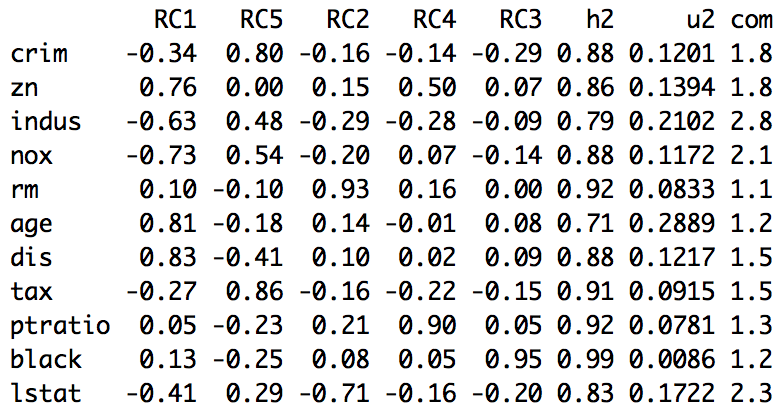 RC1 RC5 RC2 RC4 RC3 h2 u2 com
crim -0.34 0.80 -0.16 -0.14 -0.29 0.88 0.1201 1.8
zn 0.76 0.00 0.15 0.50 0.07 0.86 0.1394 1.8
indus -0.63 0.48 -0.29 -0.28 -0.09 0.79 0.2102 2.8
nox -0.73 0.54 -0.20 0.07 -0.14 0.88 0.1172 2.1
rm 0.10 -0.10 0.93 0.16 0.00 0.92 0.0833 1.1
age 0.81 -0.18 0.14 -0.01 0.08 0.71 0.2889 1.2
dis 0.83 -0.41 0.10 0.02 0.09 0.88 0.1217 1.5
tax -0.27 0.86 -0.16 -0.22 -0.15 0.91 0.0915 1.5
ptratio 0.05 -0.23 0.21 0.90 0.05 0.92 0.0781 1.3
black 0.13 -0.25 0.08 0.05 0.95 0.99 0.0086 1.2
lstat -0.41 0.29 -0.71 -0.16 -0.20 0.83 0.1722 2.3